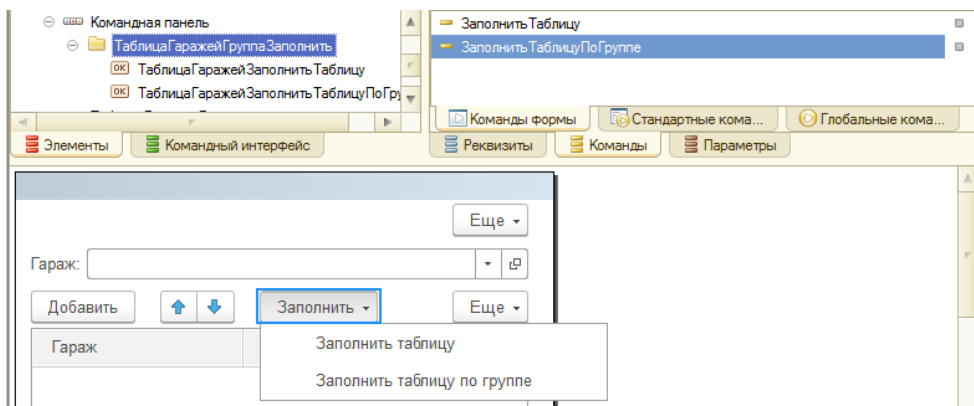 Командная панель
ТаблицаГаражейГруппаЗаполнить
ТаблицаГаражейЗаполнитьТаблицу
ТаблицаГаражейЗаполнитьТаблицуПоГру
Элементы
Командный интерфейс
ЗаполнитьТаблицу
ЗаполнитьТаблицуПоГруппе
Команды формы
Стандартные кома...
Глобальные кома...
Реквизиты
Команды
Параметры
Еще
Гараж:
Добавить
Заполнить
Еще
Гараж
Заполнить таблицу
Заполнить таблицу по группе